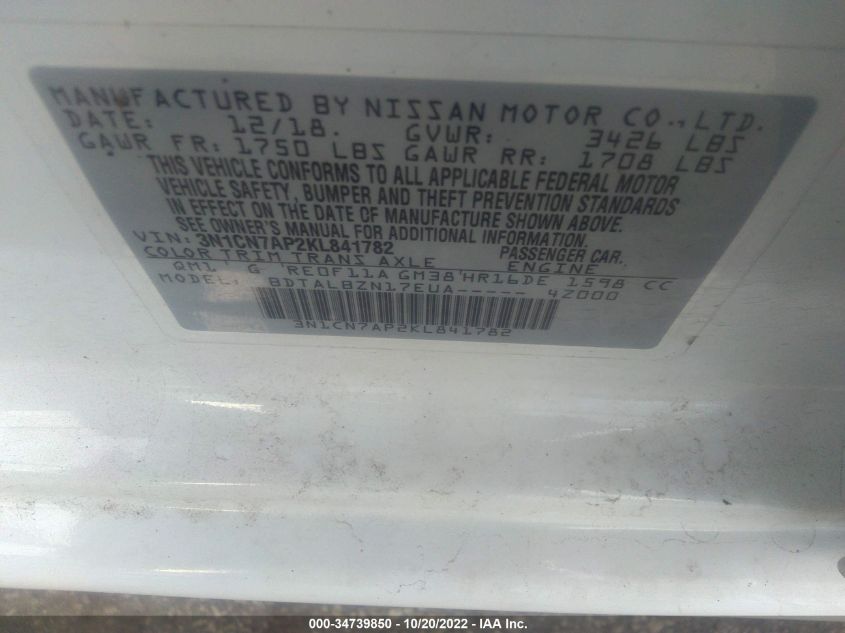 MANUFACTURED BY NISSAN MOTOR CO., LTD.
DATE: 12/18. GVWR: 3426 LBS
GAWR FR: 1750 LBS GAWR RR: 1708 LBS
THIS VEHICLE CONFORMS TO ALL APPLICABLE FEDERAL MOTOR
VEHICLE SAFETY, BUMPER AND THEFT PREVENTION STANDARDS
IN EFFECT ON THE DATE OF MANUFACTURE SHOWN ABOVE.
SEE OWNER'S MANUAL FOR ADDITIONAL INFORMATION.
VIN: 3N1CN7AP2KL841782 PASSENGER CAR.
COLOR TRIM TRANS AXLE ENGINE
QM1 G RE0F11A GM38 HR16DE 1598 CC
MODEL: BDTALBZN17EUA----- 4Z000
3N1CN7AP2KL841782
000-34739850 - 10/20/2022 - IAA Inc.